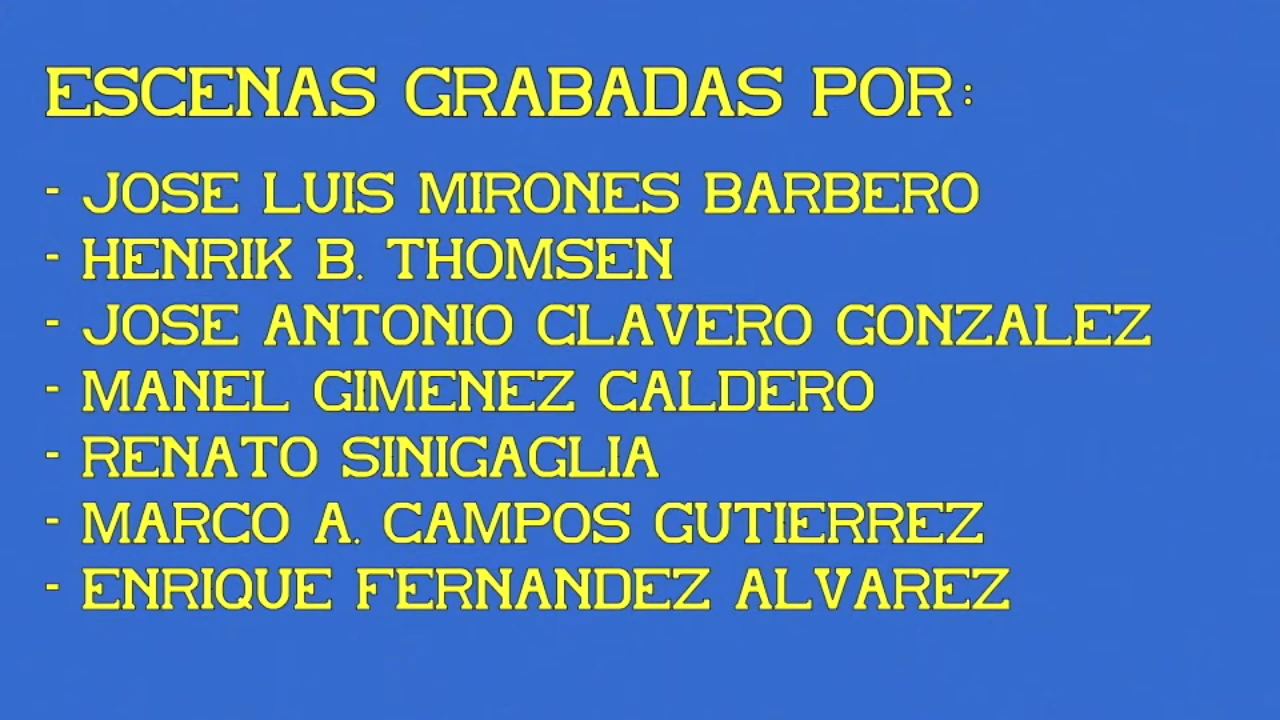 ESCENAS GRABADAS POR:
- JOSE LUIS MIRONES BARBERO
- HENRIK B. THOMSEN
- JOSE ANTONIO CLAVERO GONZALEZ
- MANEL GIMENEZ CALDERO
- RENATO SINIGAGLIA
- MARCO A. CAMPOS GUTIERREZ
- ENRIQUE FERNANDEZ ALVAREZ